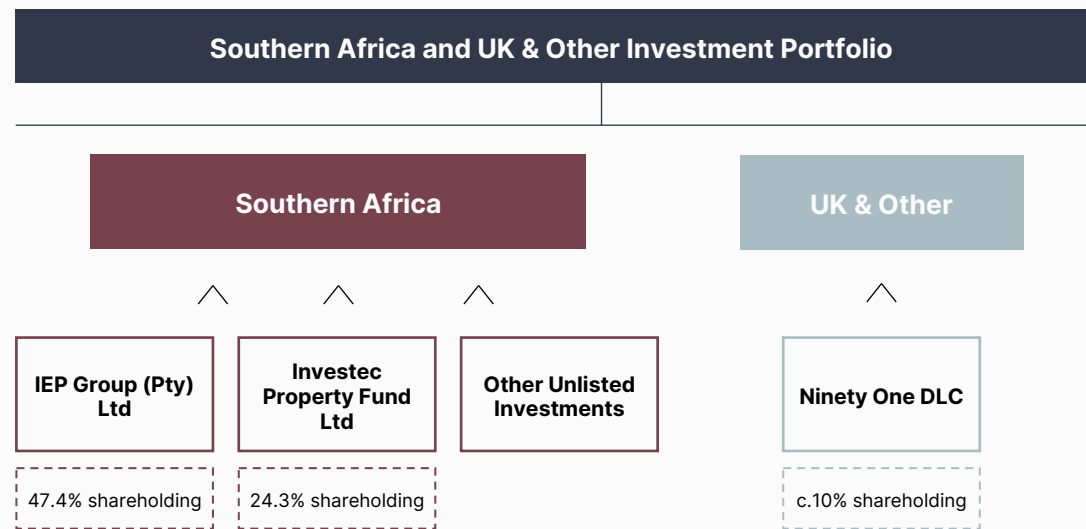 Southern Africa and UK & Other Investment Portfolio
Southern Africa
UK & Other
IEP Group (Pty)
Ltd
Investec
Property Fund
Ltd
Other Unlisted
Investments
Ninety One DLC
47.4% shareholding
24.3% shareholding
c.10% shareholding